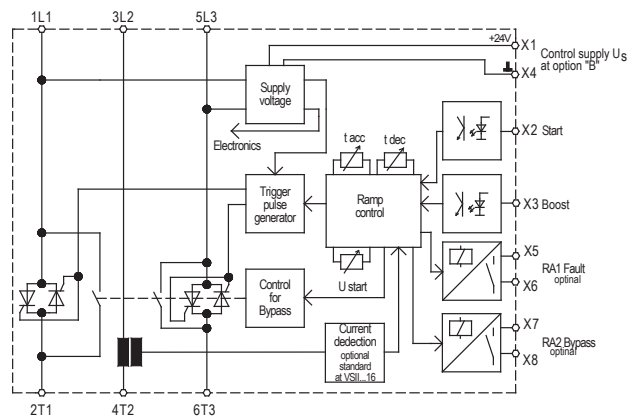 1L1 3L2 5L3
+24V
X1
Control supply US
at option "B"
X4
Supply
voltage
Electronics
t acc
t dec
X2 Start
Trigger
pulse
generator
Ramp
control
X3 Boost
U start
X5
RA1 Fault
optinal
X6
Control
for
Bypass
Current
dedection
optional
standard
at VSII...16
X7
RA2 Bypass
optinal
X8
2T1 4T2 6T3